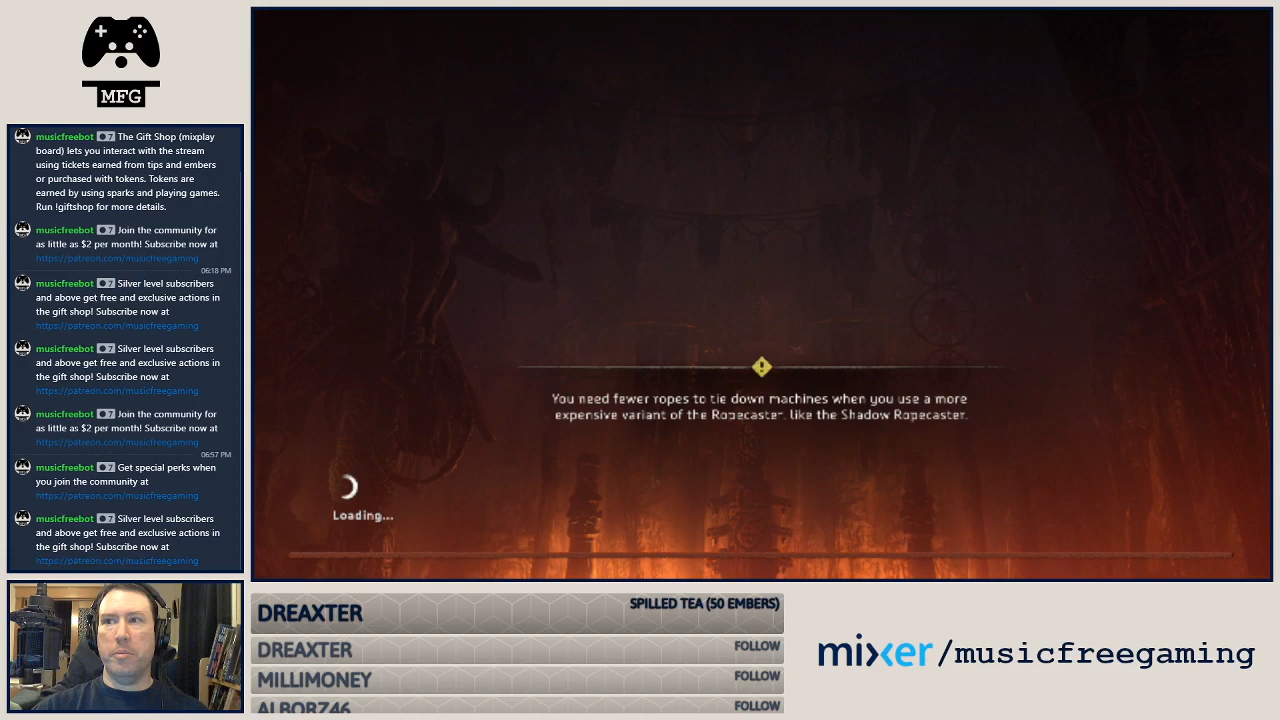 MFG
musicfreebot 7 The Gift Shop (mixplay
board) lets you interact with the stream
using tickets earned from tips and embers
or purchased with tokens. Tokens are
earned by using sparks and playing games.
Run !giftshop for more details.
musicfreebot 7 Join the community for
as little as $2 per month! Subscribe now at
https://patreon.com/musicfreegaming
06:18 PM
musicfreebot 7 Silver level subscribers
and above get free and exclusive actions in
the gift shop! Subscribe now at
https://patreon.com/musicfreegaming
musicfreebot 7 Silver level subscribers
and above get free and exclusive actions in
the gift shop! Subscribe now at
https://patreon.com/musicfreegaming
musicfreebot 7 Join the community for
as little as $2 per month! Subscribe now at
https://patreon.com/musicfreegaming
06:57 PM
musicfreebot 7 Get special perks when
you join the community at
https://patreon.com/musicfreegaming
musicfreebot 7 Silver level subscribers
and above get free and exclusive actions in
the gift shop! Subscribe now at
https://patreon.com/musicfreegaming
You need fewer ropes to tie down machines when you use a more
expensive variant of the Ropecaster, like the Shadow Ropecaster.
Loading...
DREAXTER SPILLED TEA (50 EMBERS)
DREAXTER FOLLOW
MILLIMONEY FOLLOW
ALBORZ46 FOLLOW
mixer/musicfreegaming